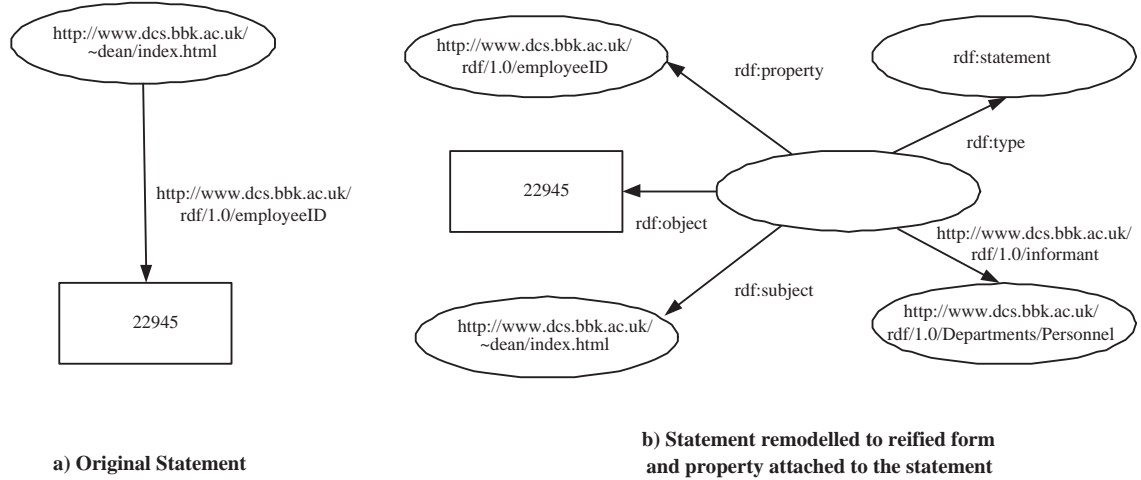 http://www.dcs.bbk.ac.uk/
~dean/index.html
http://www.dcs.bbk.ac.uk/
rdf/1.0/employeeID
22945
a) Original Statement
http://www.dcs.bbk.ac.uk/
rdf/1.0/employeeID
rdf:property
rdf:statement
rdf:type
22945
rdf:object
http://www.dcs.bbk.ac.uk/
rdf/1.0/informant
rdf:subject
http://www.dcs.bbk.ac.uk/
~dean/index.html
http://www.dcs.bbk.ac.uk/
rdf/1.0/Departments/Personnel
b) Statement remodelled to reified form
and property attached to the statement